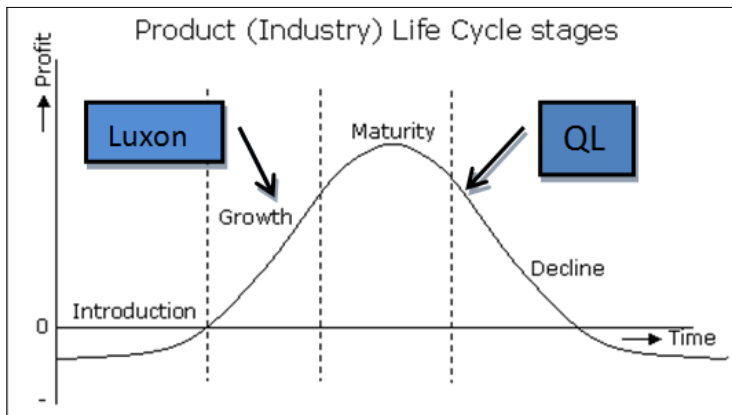 Product (Industry) Life Cycle stages
Profit
Luxon
Maturity
QL
Growth
Decline
Introduction
0
Time
-